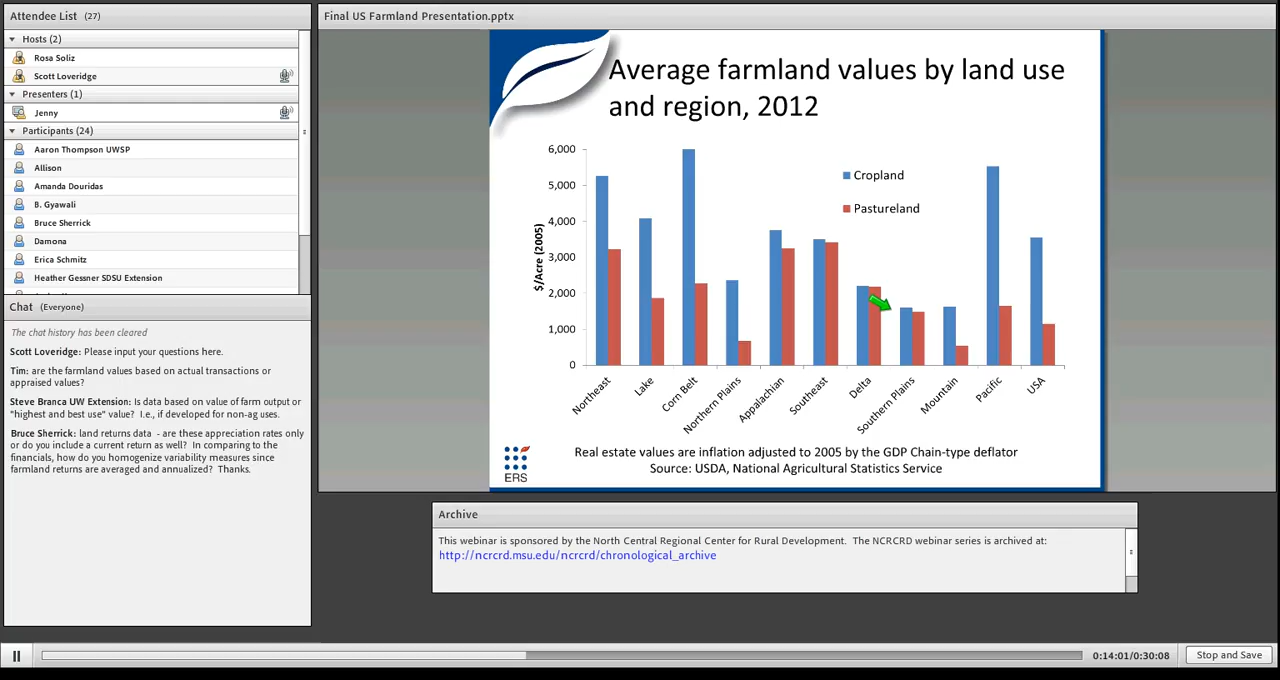 Attendee List (27)
Hosts (2)
Rosa Soliz
Scott Loveridge
Presenters (1)
Jenny
Participants (24)
Aaron Thompson UWSP
Allison
Amanda Douridas
B. Gyawali
Bruce Sherrick
Damona
Erica Schmitz
Heather Gessner SDSU Extension
Chat (Everyone)
The chat history has been cleared
Scott Loveridge: Please input your questions here.
Tim: are the farmland values based on actual transactions or
appraised values?
Steve Branca UW Extension: Is data based on value of farm output or
"highest and best use" value? I.e., if developed for non-ag uses.
Bruce Sherrick: land returns data - are these appreciation rates only
or do you include a current return as well? In comparing to the
financials, how do you homogenize variability measures since
farmland returns are averaged and annualized? Thanks.
Final US Farmland Presentation.pptx
Average farmland values by land use
and region, 2012
$/Acre (2005)
6,000
5,000
4,000
3,000
2,000
1,000
0
Cropland
Pastureland
Northeast
Lake
Corn Belt
Northern Plains
Appalachian
Southeast
Delta
Southern Plains
Mountain
Pacific
USA
Real estate values are inflation adjusted to 2005 by the GDP Chain-type deflator
Source: USDA, National Agricultural Statistics Service
ERS
Archive
This webinar is sponsored by the North Central Regional Center for Rural Development. The NCRCRD webinar series is archived at:
http://ncrcrd.msu.edu/ncrcrd/chronological_archive
0:14:01/0:30:08
Stop and Save